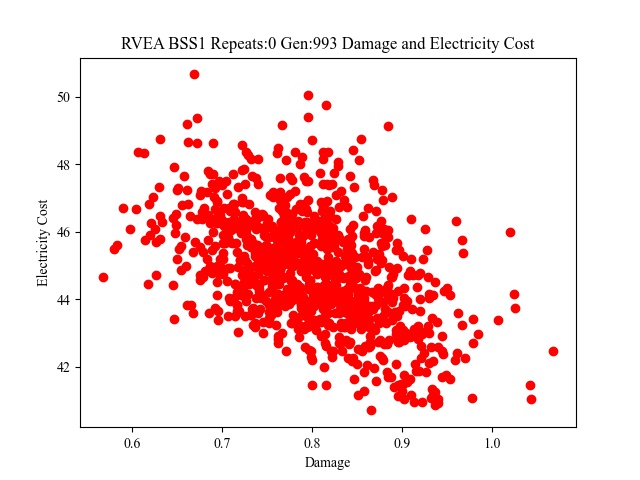 RVEA BSS1 Repeats:0 Gen:993 Damage and Electricity Cost
50
48
46
44
42
Electricity Cost
0.6 0.7 0.8 0.9 1.0
Damage